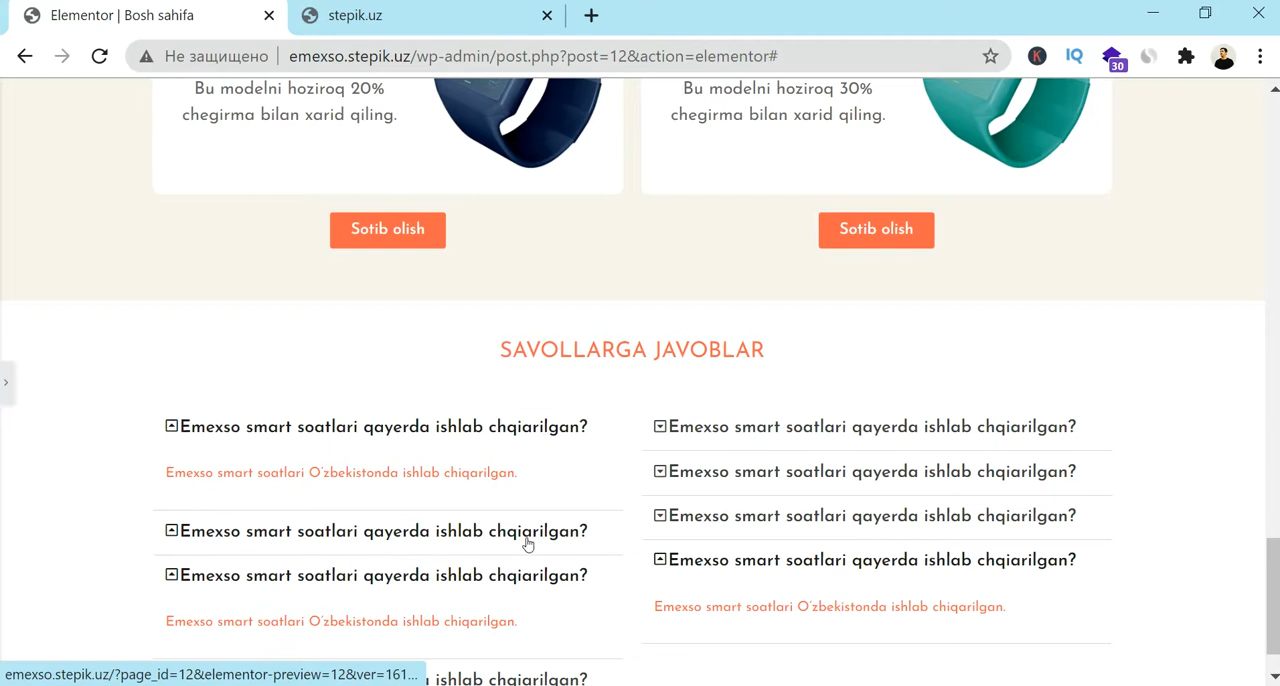 Elementor | Bosh sahifa
stepik.uz
Не защищено
emexso.stepik.uz/wp-admin/post.php?post=12&action=elementor#
30
Bu modelni hoziroq 20%
chegirma bilan xarid qiling.
Bu modelni hoziroq 30%
chegirma bilan xarid qiling.
Sotib olish
Sotib olish
SAVOLLARGA JAVOBLAR
Emexso smart soatlari qayerda ishlab chqiarilgan?
Emexso smart soatlari O'zbekistonda ishlab chiqarilgan.
Emexso smart soatlari qayerda ishlab chqiarilgan?
Emexso smart soatlari qayerda ishlab chqiarilgan?
Emexso smart soatlari O'zbekistonda ishlab chiqarilgan.
soatlari qayerda ishlab chqiarilgan?
Emexso smart soatlari qayerda ishlab chqiarilgan?
Emexso smart soatlari qayerda ishlab chqiarilgan?
Emexso smart soatlari qayerda ishlab chqiarilgan?
Emexso smart soatlari qayerda ishlab chqiarilgan?
Emexso smart soatlari O'zbekistonda ishlab chiqarilgan.
emexso.stepik.uz/?page_id=12&elementor-preview=12&ver=161...